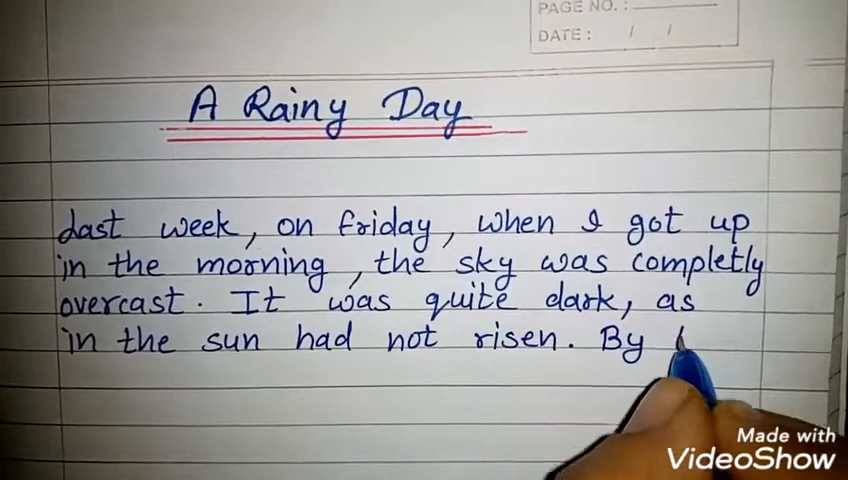 PAGE NO. :
DATE : / /
A Rainy Day
Last week, on friday, when I got up
in the morning, the sky was completly
overcast. It was quite dark, as
in the sun had not risen. By
Made with
VideoShow